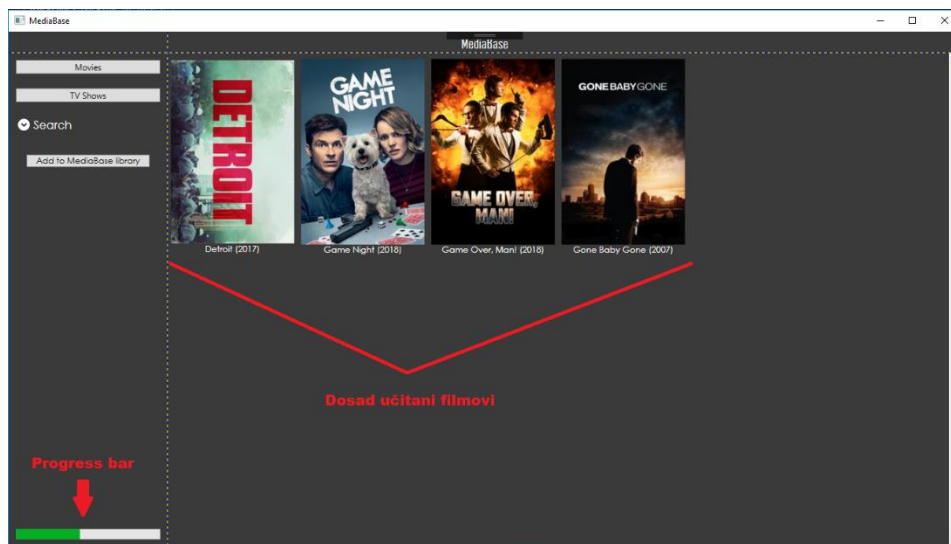 MediaBase
MediaBase
Movies
TV Shows
Search
Add to MediaBase library
DETROIT
GAME
NIGHT
GAME OVER,
MAN!
GONE BABY GONE
Detroit (2017)
Game Night (2018)
Game Over, Man! (2018)
Gone Baby Gone (2007)
Dosad učitani filmovi
Progress bar